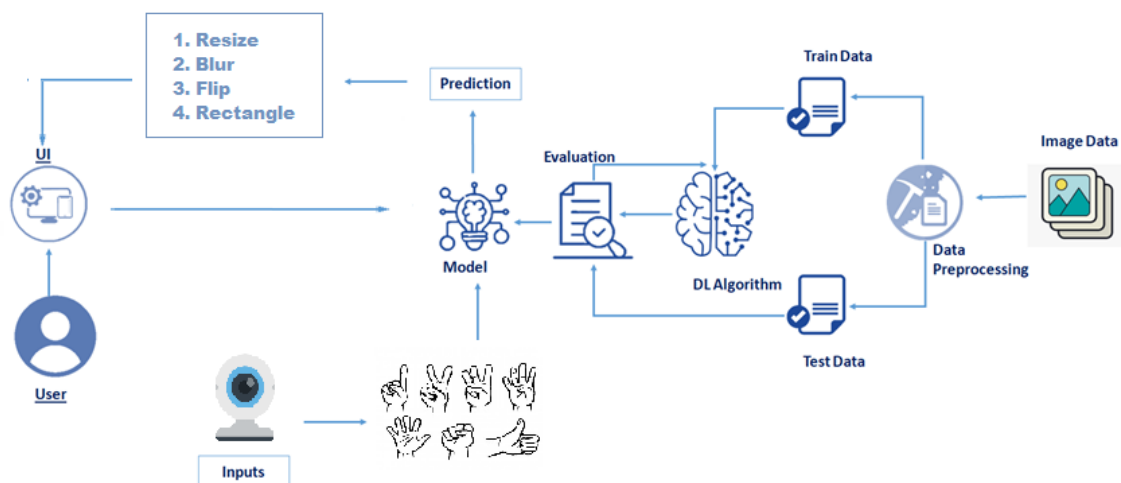 1. Resize
2. Blur
3. Flip
4. Rectangle
Prediction
Train Data
Image Data
UI
Evaluation
Model
DL Algorithm
Data
Preprocessing
Test Data
User
Inputs